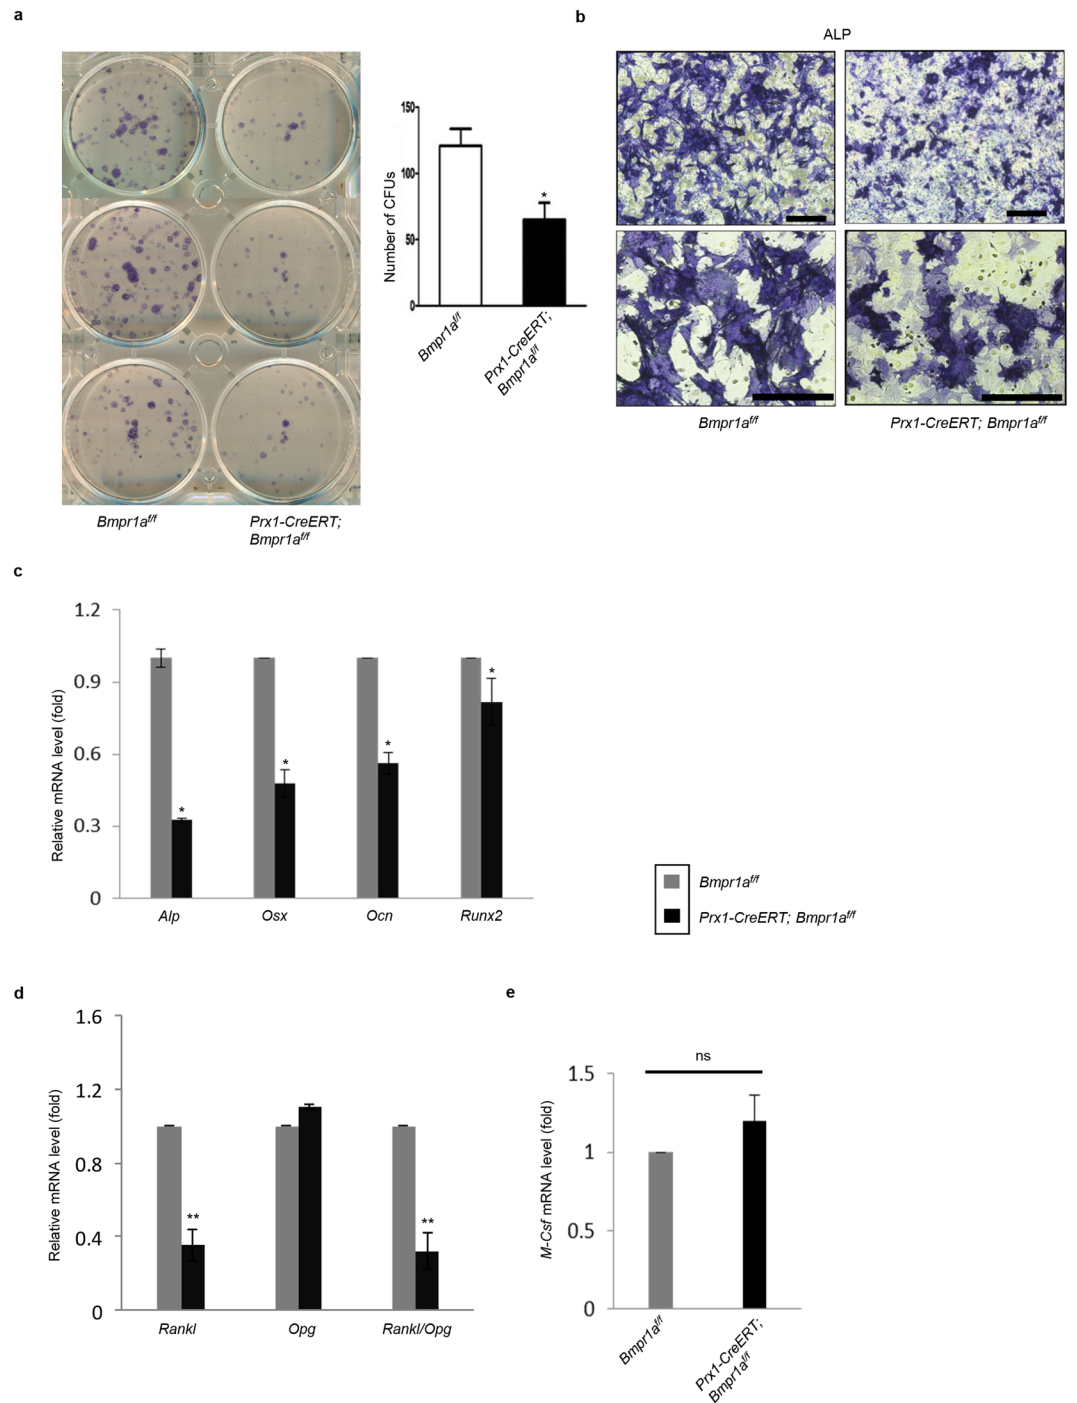 a
150
100
50
0
Number of CFUs
*
Bmpr1af/f
Prx1-CreERT;
Bmpr1af/f
Bmpr1af/f
Prx1-CreERT;
Bmpr1af/f
b
ALP
Bmpr1af/f
Prx1-CreERT; Bmpr1af/f
c
1.2
0.9
0.6
0.3
0
Relative mRNA level (fold)
*
*
*
*
Alp
Osx
Ocn
Runx2
Bmpr1af/f
Prx1-CreERT; Bmpr1af/f
d
1.6
1.2
0.8
0.4
0
Relative mRNA level (fold)
**
**
Rankl
Opg
Rankl/Opg
e
ns
1.5
1
0.5
0
M-Csf mRNA level (fold)
Bmpr1af/f
Prx1-CreERT;
Bmpr1af/f